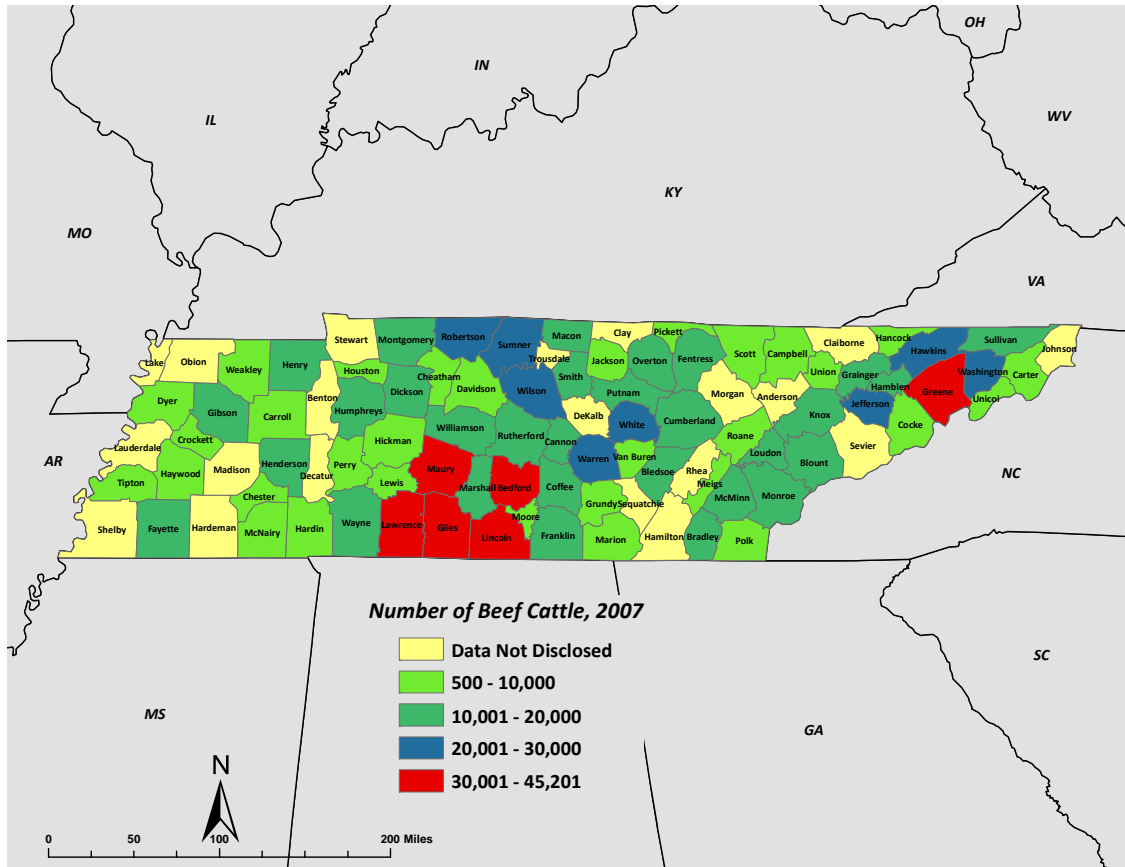 OH
IN
WV
IL
KY
MO
VA
Robertson
Sumner
Macon
Clay
Pickett
Stewart
Montgomery
Trousdale
Scott
Campbell
Claiborne
Hancock
Hawkins
Sullivan
Johnson
Lake
Obion
Weakley
Henry
Houston
Cheatham
Davidson
Wilson
Smith
Jackson
Overton
Fentress
Union
Grainger
Hamblen
Washington
Carter
Benton
Dickson
Putnam
Morgan
Anderson
Jefferson
Greene
Unicoi
Dyer
Gibson
Carroll
Humphreys
Williamson
Rutherford
DeKalb
White
Cumberland
Knox
Cocke
AR
Lauderdale
Crockett
Hickman
Cannon
Roane
Sevier
Tipton
Haywood
Madison
Henderson
Decatur
Perry
Maury
Warren
Van Buren
Loudon
Blount
NC
Lewis
Marshall
Bedford
Coffee
Bledsoe
Rhea
Meigs
McMinn
Monroe
Chester
Moore
Grundy
Sequatchie
Shelby
Fayette
Hardeman
McNairy
Hardin
Wayne
Lawrence
Giles
Lincoln
Franklin
Marion
Hamilton
Bradley
Polk
Number of Beef Cattle, 2007
Data Not Disclosed
500 - 10,000
10,001 - 20,000
20,001 - 30,000
30,001 - 45,201
SC
MS
GA
N
0 50 100 200 Miles